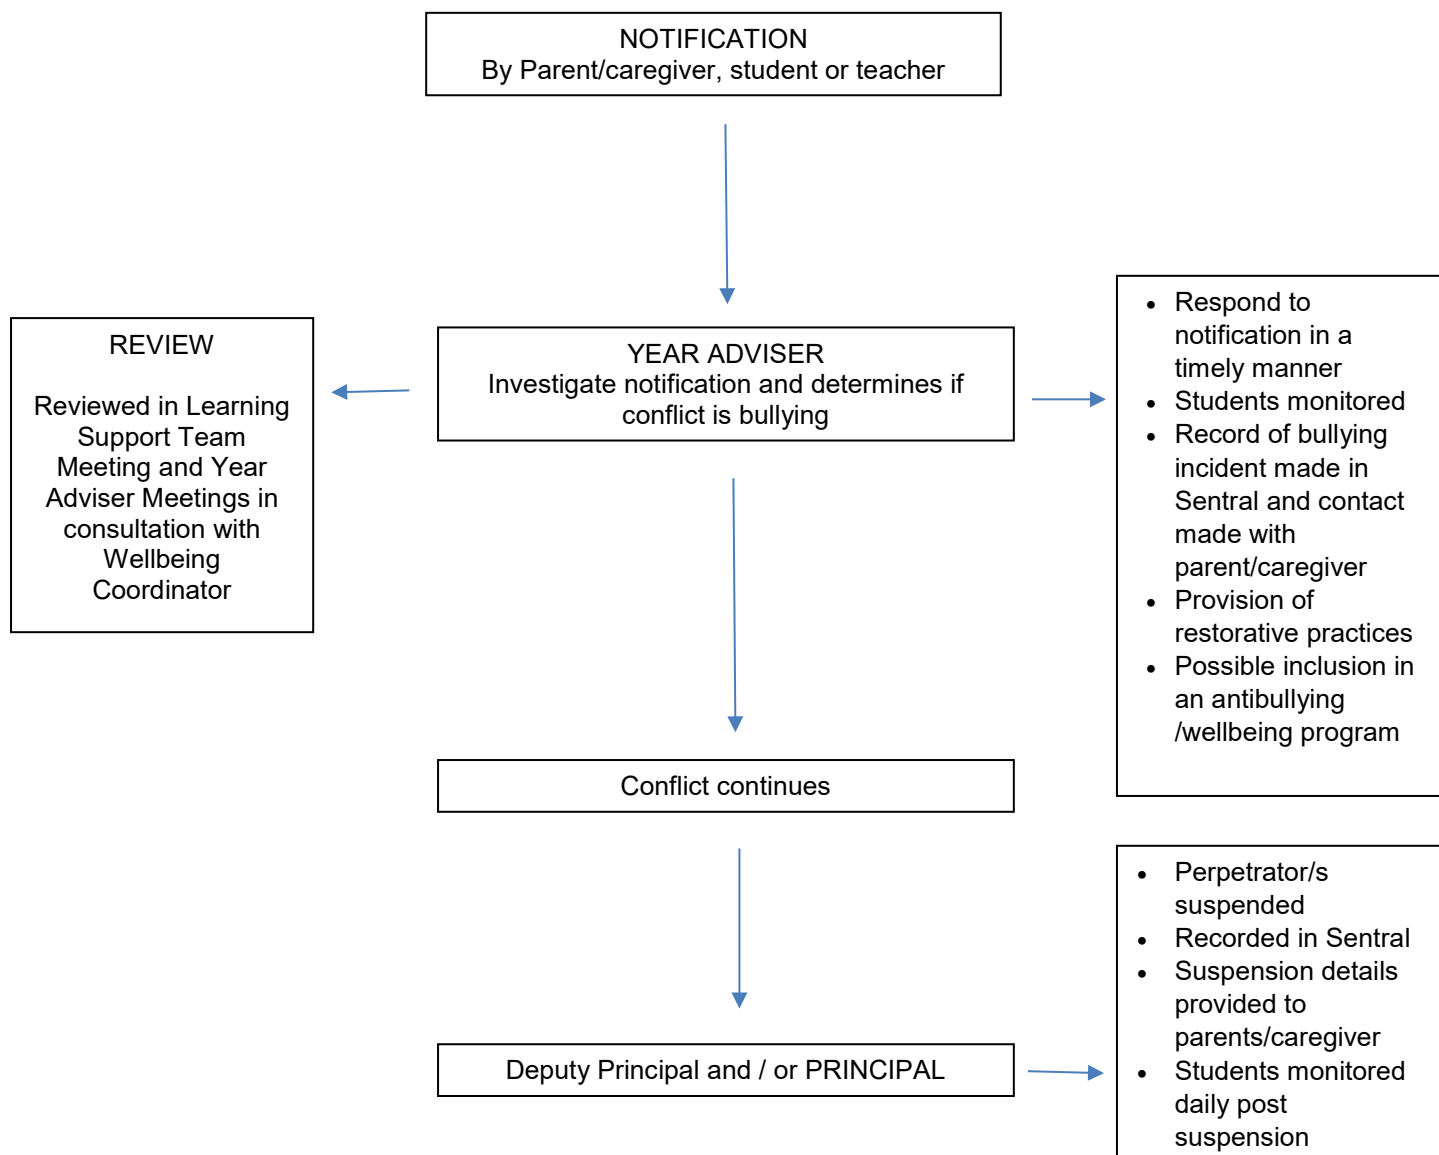 NOTIFICATION
By Parent/caregiver, student or teacher
REVIEW
Reviewed in Learning
Support Team
Meeting and Year
Adviser Meetings in
consultation with
Wellbeing
Coordinator
YEAR ADVISER
Investigate notification and determines if
conflict is bullying
• Respond to
notification in a
timely manner
• Students monitored
• Record of bullying
incident made in
Sentral and contact
made with
parent/caregiver
• Provision of
restorative practices
• Possible inclusion in
an antibullying
/wellbeing program
Conflict continues
Deputy Principal and / or PRINCIPAL
• Perpetrator/s
suspended
• Recorded in Sentral
• Suspension details
provided to
parents/caregiver
• Students monitored
daily post
suspension